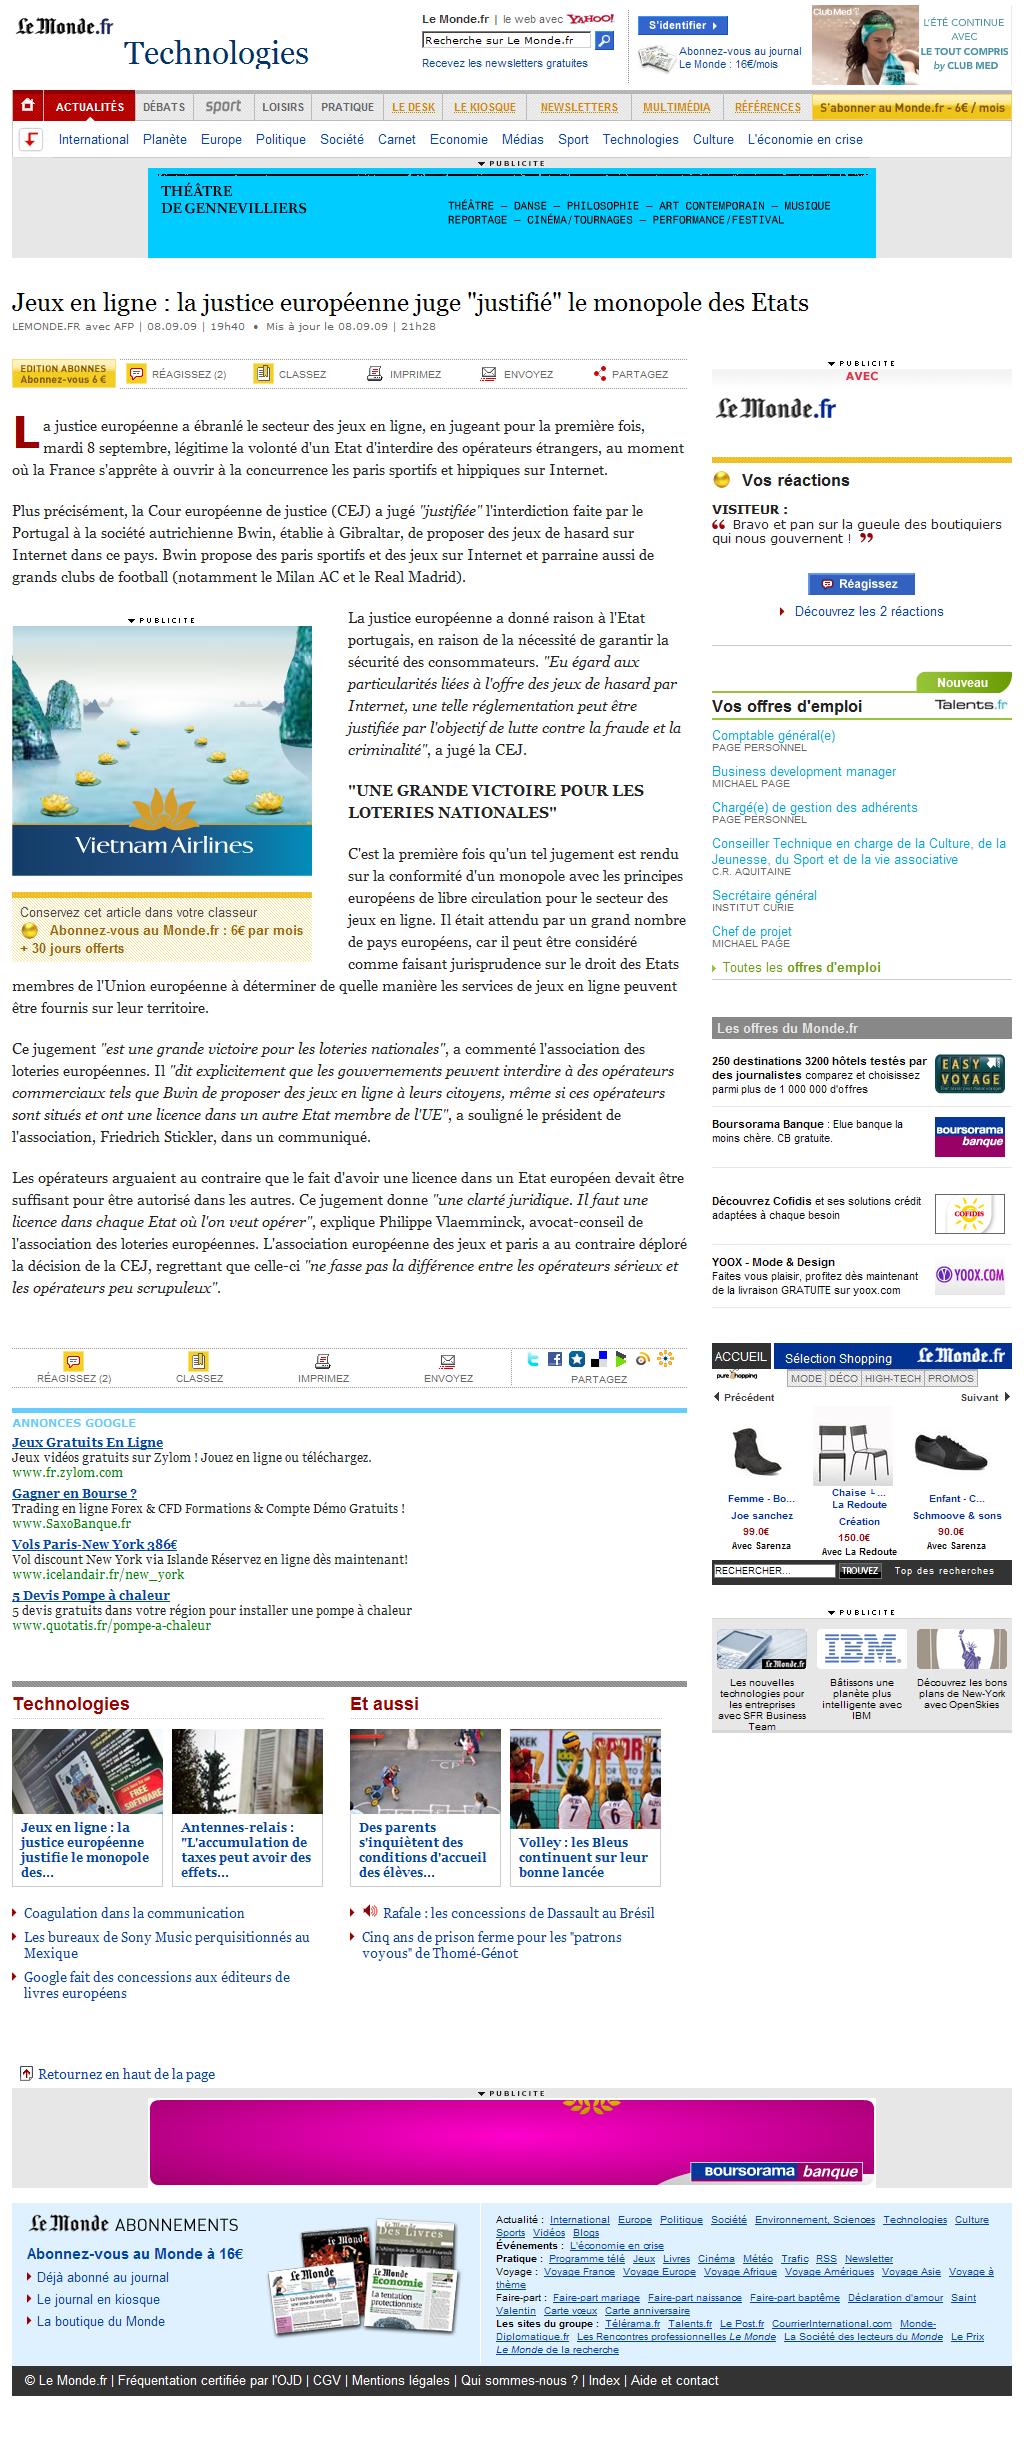 Le Monde.fr
Technologies
Le Monde.fr | le web avec YAHOO!
Recherche sur Le Monde.fr
Recevez les newsletters gratuites
S'identifier
Abonnez-vous au journal
Le Monde : 16€/mois
Club Med
L'ÉTÉ CONTINUE
AVEC
LE TOUT COMPRIS
by CLUB MED
ACTUALITÉS DÉBATS sport LOISIRS PRATIQUE LE DESK LE KIOSQUE NEWSLETTERS MULTIMÉDIA RÉFÉRENCES S'abonner au Monde.fr - 6€ / mois
International Planète Europe Politique Société Carnet Economie Médias Sport Technologies Culture L'économie en crise
PUBLICITE
THÉÂTRE
DE GENNEVILLIERS
THÉÂTRE — DANSE — PHILOSOPHIE — ART CONTEMPORAIN — MUSIQUE
REPORTAGE — CINÉMA/TOURNAGES — PERFORMANCE/FESTIVAL
Jeux en ligne : la justice européenne juge "justifié" le monopole des Etats
LEMONDE.FR avec AFP | 08.09.09 | 19h40 • Mis à jour le 08.09.09 | 21h28
EDITION ABONNES
Abonnez-vous 6 €
RÉAGISSEZ (2) CLASSEZ IMPRIMEZ ENVOYEZ PARTAGEZ
La justice européenne a ébranlé le secteur des jeux en ligne, en jugeant pour la première fois,
mardi 8 septembre, légitime la volonté d'un Etat d'interdire des opérateurs étrangers, au moment
où la France s'apprête à ouvrir à la concurrence les paris sportifs et hippiques sur Internet.
Plus précisément, la Cour européenne de justice (CEJ) a jugé "justifiée" l'interdiction faite par le
Portugal à la société autrichienne Bwin, établie à Gibraltar, de proposer des jeux de hasard sur
Internet dans ce pays. Bwin propose des paris sportifs et des jeux sur Internet et parraine aussi de
grands clubs de football (notamment le Milan AC et le Real Madrid).
PUBLICITE
Vietnam Airlines
Conservez cet article dans votre classeur
Abonnez-vous au Monde.fr : 6€ par mois
+ 30 jours offerts
La justice européenne a donné raison à l'Etat
portugais, en raison de la nécessité de garantir la
sécurité des consommateurs. "Eu égard aux
particularités liées à l'offre des jeux de hasard par
Internet, une telle réglementation peut être
justifiée par l'objectif de lutte contre la fraude et la
criminalité", a jugé la CEJ.
"UNE GRANDE VICTOIRE POUR LES
LOTERIES NATIONALES"
C'est la première fois qu'un tel jugement est rendu
sur la conformité d'un monopole avec les principes
européens de libre circulation pour le secteur des
jeux en ligne. Il était attendu par un grand nombre
de pays européens, car il peut être considéré
comme faisant jurisprudence sur le droit des Etats
membres de l'Union européenne à déterminer de quelle manière les services de jeux en ligne peuvent
être fournis sur leur territoire.
Ce jugement "est une grande victoire pour les loteries nationales", a commenté l'association des
loteries européennes. Il "dit explicitement que les gouvernements peuvent interdire à des opérateurs
commerciaux tels que Bwin de proposer des jeux en ligne à leurs citoyens, même si ces opérateurs
sont situés et ont une licence dans un autre Etat membre de l'UE", a souligné le président de
l'association, Friedrich Stickler, dans un communiqué.
Les opérateurs arguaient au contraire que le fait d'avoir une licence dans un Etat européen devait être
suffisant pour être autorisé dans les autres. Ce jugement donne "une clarté juridique. Il faut une
licence dans chaque Etat où l'on veut opérer", explique Philippe Vlaemminck, avocat-conseil de
l'association des loteries européennes. L'association européenne des jeux et paris a au contraire déploré
la décision de la CEJ, regrettant que celle-ci "ne fasse pas la différence entre les opérateurs sérieux et
les opérateurs peu scrupuleux".
RÉAGISSEZ (2) CLASSEZ IMPRIMEZ ENVOYEZ PARTAGEZ
ANNONCES GOOGLE
Jeux Gratuits En Ligne
Jeux vidéos gratuits sur Zylom ! Jouez en ligne ou téléchargez.
www.fr.zylom.com
Gagner en Bourse ?
Trading en ligne Forex & CFD Formations & Compte Démo Gratuits !
www.SaxoBanque.fr
Vols Paris-New York 386€
Vol discount New York via Islande Réservez en ligne dès maintenant!
www.icelandair.fr/new_york
5 Devis Pompe à chaleur
5 devis gratuits dans votre région pour installer une pompe à chaleur
www.quotatis.fr/pompe-a-chaleur
PUBLICITE
AVEC
Le Monde.fr
Vos réactions
VISITEUR :
“ Bravo et pan sur la gueule des boutiquiers
qui nous gouvernent ! ”
Réagissez
Découvrez les 2 réactions
Nouveau
Vos offres d'emploi Talents.fr
Comptable général(e)
PAGE PERSONNEL
Business development manager
MICHAEL PAGE
Chargé(e) de gestion des adhérents
PAGE PERSONNEL
Conseiller Technique en charge de la Culture, de la
Jeunesse, du Sport et de la vie associative
C.R. AQUITAINE
Secrétaire général
INSTITUT CURIE
Chef de projet
MICHAEL PAGE
Toutes les offres d'emploi
Les offres du Monde.fr
250 destinations 3200 hôtels testés par
des journalistes comparez et choisissez
parmi plus de 1 000 000 d'offres
EASY
VOYAGE
Boursorama Banque : Elue banque la
moins chère. CB gratuite.
BOURSORAMA
banque
Découvrez Cofidis et ses solutions crédit
adaptées à chaque besoin
COFIDIS
YOOX - Mode & Design
Faites vous plaisir, profitez dès maintenant
de la livraison GRATUITE sur yoox.com
YOOX.COM
ACCUEIL Sélection Shopping Le Monde.fr
pure shopping MODE DÉCO HIGH-TECH PROMOS
Précédent Suivant
Femme - Bo...
Joe sanchez
99.0€
Avec Sarenza
Chaise L ...
La Redoute
Création
150.0€
Avec La Redoute
Enfant - C...
Schmoove & sons
90.0€
Avec Sarenza
RECHERCHER... TROUVEZ Top des recherches
PUBLICITE
Le Monde.fr
Les nouvelles
technologies pour
les entreprises
avec SFR Business
Team
IBM
Bâtissons une
planète plus
intelligente avec
IBM
Découvrez les bons
plans de New-York
avec OpenSkies
Technologies
FREE
SOFTWARE
Jeux en ligne : la
justice européenne
justifie le monopole
des...
Antennes-relais :
"L'accumulation de
taxes peut avoir des
effets...
Coagulation dans la communication
Les bureaux de Sony Music perquisitionnés au
Mexique
Google fait des concessions aux éditeurs de
livres européens
Et aussi
CP
Des parents
s'inquiètent des
conditions d'accueil
des élèves...
7 6 1
Volley : les Bleus
continuent sur leur
bonne lancée
Rafale : les concessions de Dassault au Brésil
Cinq ans de prison ferme pour les "patrons
voyous" de Thomé-Génot
Retournez en haut de la page
PUBLICITE
BOURSORAMA banque
Le Monde ABONNEMENTS
Abonnez-vous au Monde à 16€
Déjà abonné au journal
Le journal en kiosque
La boutique du Monde
Actualité : International Europe Politique Société Environnement, Sciences Technologies Culture
Sports Vidéos Blogs
Événements : L'économie en crise
Pratique : Programme télé Jeux Livres Cinéma Météo Trafic RSS Newsletter
Voyage : Voyage France Voyage Europe Voyage Afrique Voyage Amériques Voyage Asie Voyage à
thème
Faire-part : Faire-part mariage Faire-part naissance Faire-part baptême Déclaration d'amour Saint
Valentin Carte vœux Carte anniversaire
Les sites du groupe : Télérama.fr Talents.fr Le Post.fr CourrierInternational.com Monde-
Diplomatique.fr Les Rencontres professionnelles Le Monde La Société des lecteurs du Monde Le Prix
Le Monde de la recherche
© Le Monde.fr | Fréquentation certifiée par l'OJD | CGV | Mentions légales | Qui sommes-nous ? | Index | Aide et contact